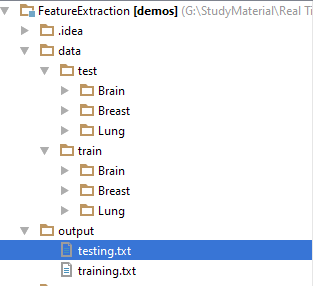 FeatureExtraction [demos] (G:\StudyMaterial\Real Ti
.idea
data
test
Brain
Breast
Lung
train
Brain
Breast
Lung
output
testing.txt
training.txt